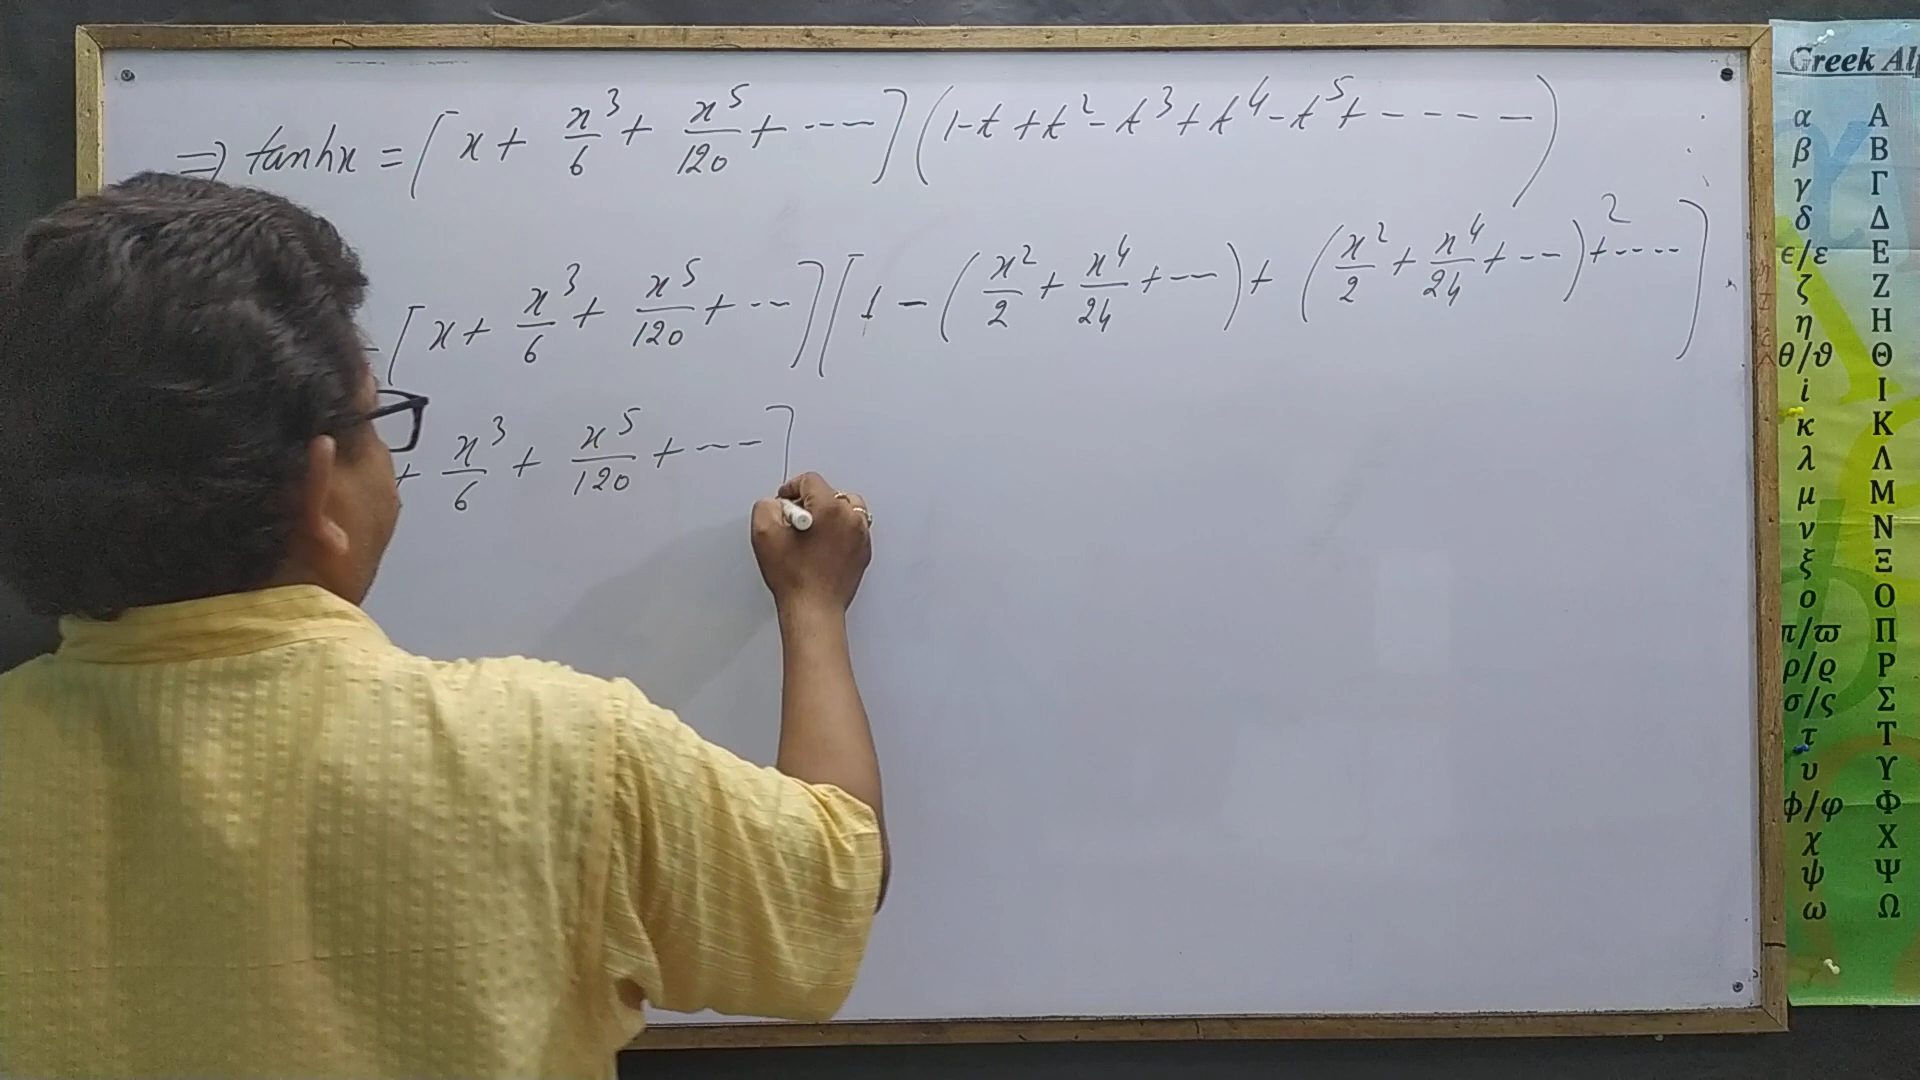 ⇒ tanhx = [x + x³/6 + x⁵/120 + ----] (1-t+t²-t³+t⁴-t⁵+-----)
[x + x³/6 + x⁵/120 + ---] [1 - (x²/2 + x⁴/24 + ---) + (x²/2 + x⁴/24 + ---)² + -----]
+ x³/6 + x⁵/120 + ----]
Greek Al
α Α
β Β
γ Γ
δ Δ
ϵ/ε Ε
ζ Ζ
η Η
θ/ϑ Θ
i Ι
κ Κ
λ Λ
μ Μ
ν Ν
ξ Ξ
ο Ο
π/ϖ Π
ρ/ϱ Ρ
σ/ς Σ
τ Τ
υ Υ
ϕ/φ Φ
χ Χ
ψ Ψ
ω Ω